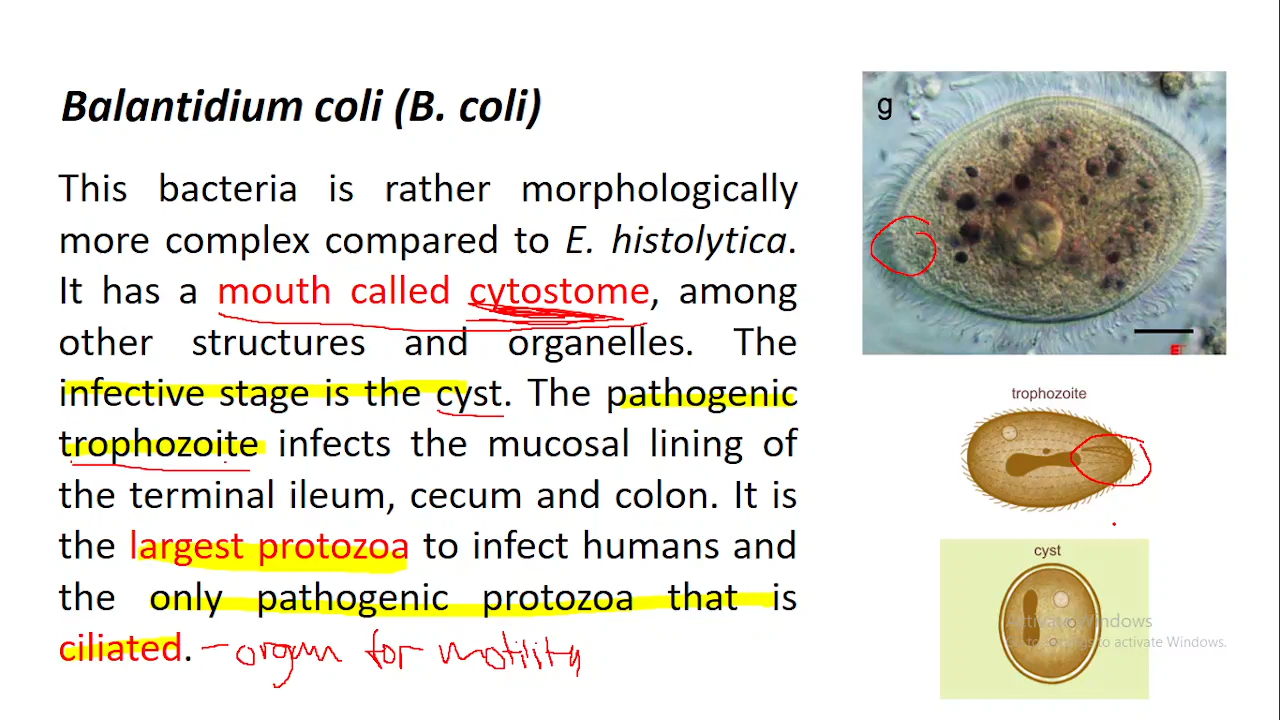 Balantidium coli (B. coli)
This bacteria is rather morphologically
more complex compared to E. histolytica.
It has a mouth called cytostome, among
other structures and organelles. The
infective stage is the cyst. The pathogenic
trophozoite infects the mucosal lining of
the terminal ileum, cecum and colon. It is
the largest protozoa to infect humans and
the only pathogenic protozoa that is
ciliated. - organ for motility
g
trophozoite
cyst
Activate Windows
Go to Settings to activate Windows.